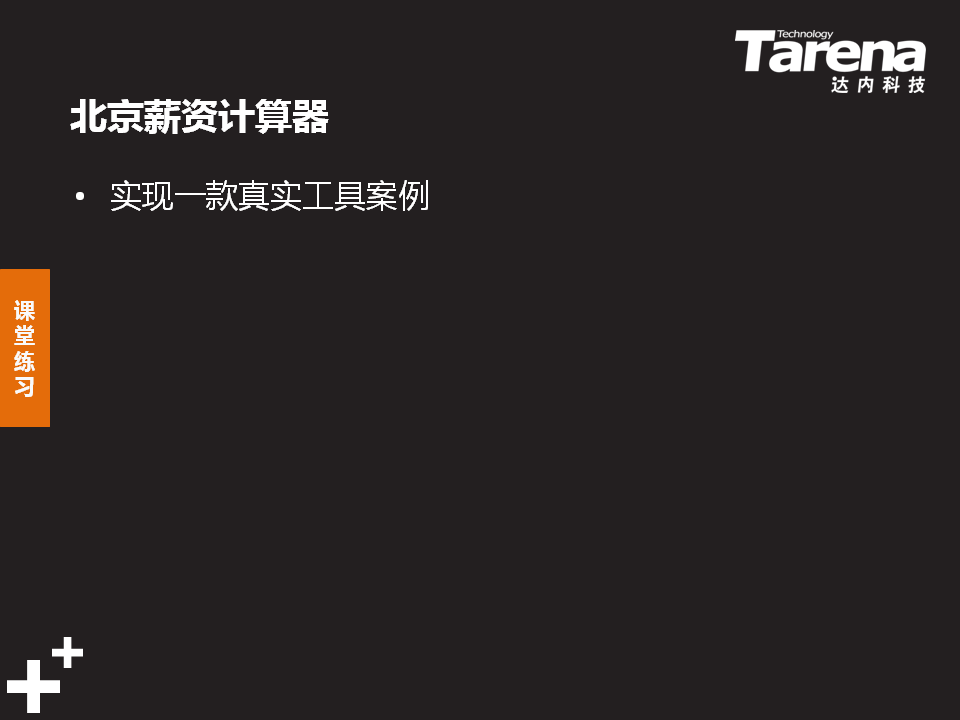 Technology
Tarena
达内科技
北京薪资计算器
• 实现一款真实工具案例
课
堂
练
习